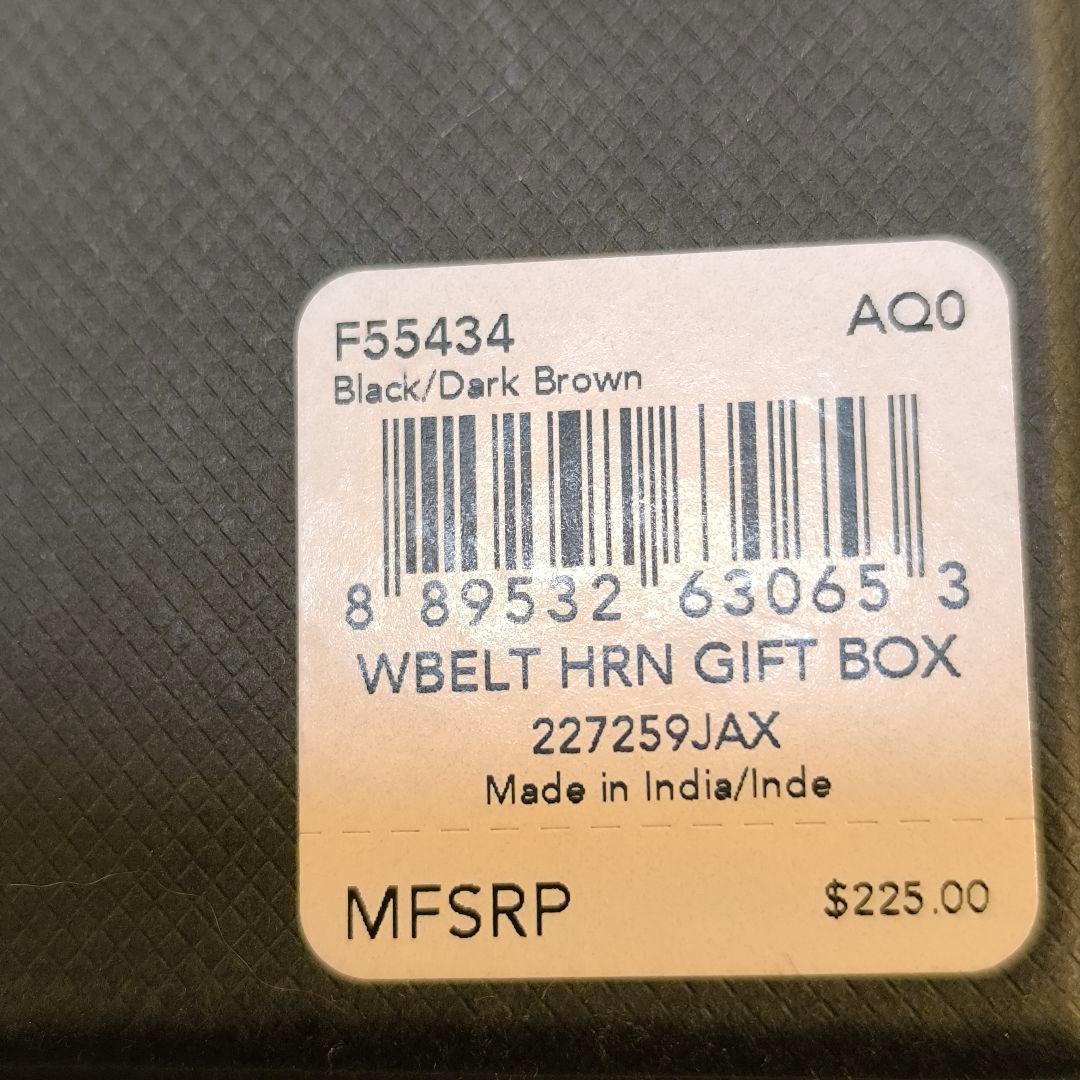 F55434 AQ0
Black/Dark Brown
8 89532 63065 3
WBELT HRN GIFT BOX
227259JAX
Made in India/Inde
MFSRP $225.00